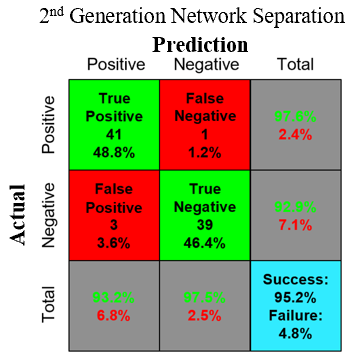 2nd Generation Network Separation
Prediction
Positive Negative Total
Actual
Positive
True Positive
41
48.8%
False Negative
1
1.2%
97.6%
2.4%
Negative
False Positive
3
3.6%
True Negative
39
46.4%
92.9%
7.1%
Total
93.2%
6.8%
97.5%
2.5%
Success:
95.2%
Failure:
4.8%